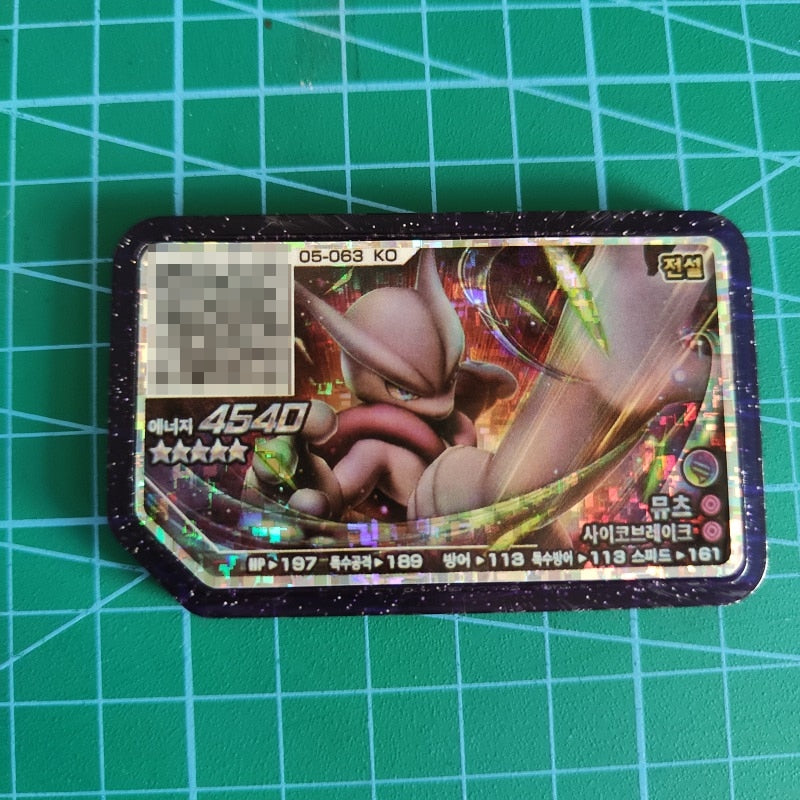 05-063 KO
전설
에너지 4540
뮤츠
사이코브레이크
HP▶197 특수공격▶189 방어▶113 특수방어▶113 스피드▶161